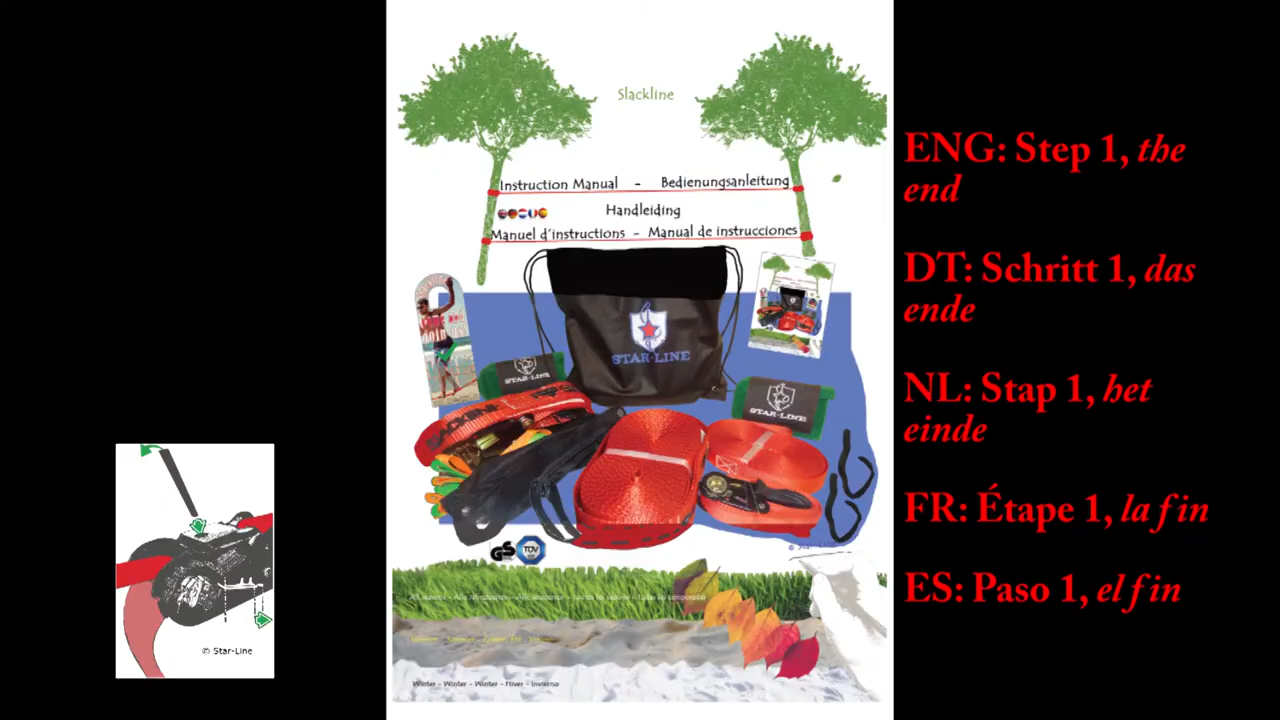 Slackline
Instruction Manual - Bedienungsanleitung
Handleiding
Manuel d'instructions - Manual de instrucciones
STAR-LINE
STAR-LINE
STAR-LINE
GS
TÜV
© Star-Line
Winter - Winter - Winter - Hiver - Invierno
ENG: Step 1, the
end
DT: Schritt 1, das
ende
NL: Stap 1, het
einde
FR: Étape 1, la fin
ES: Paso 1, el fin